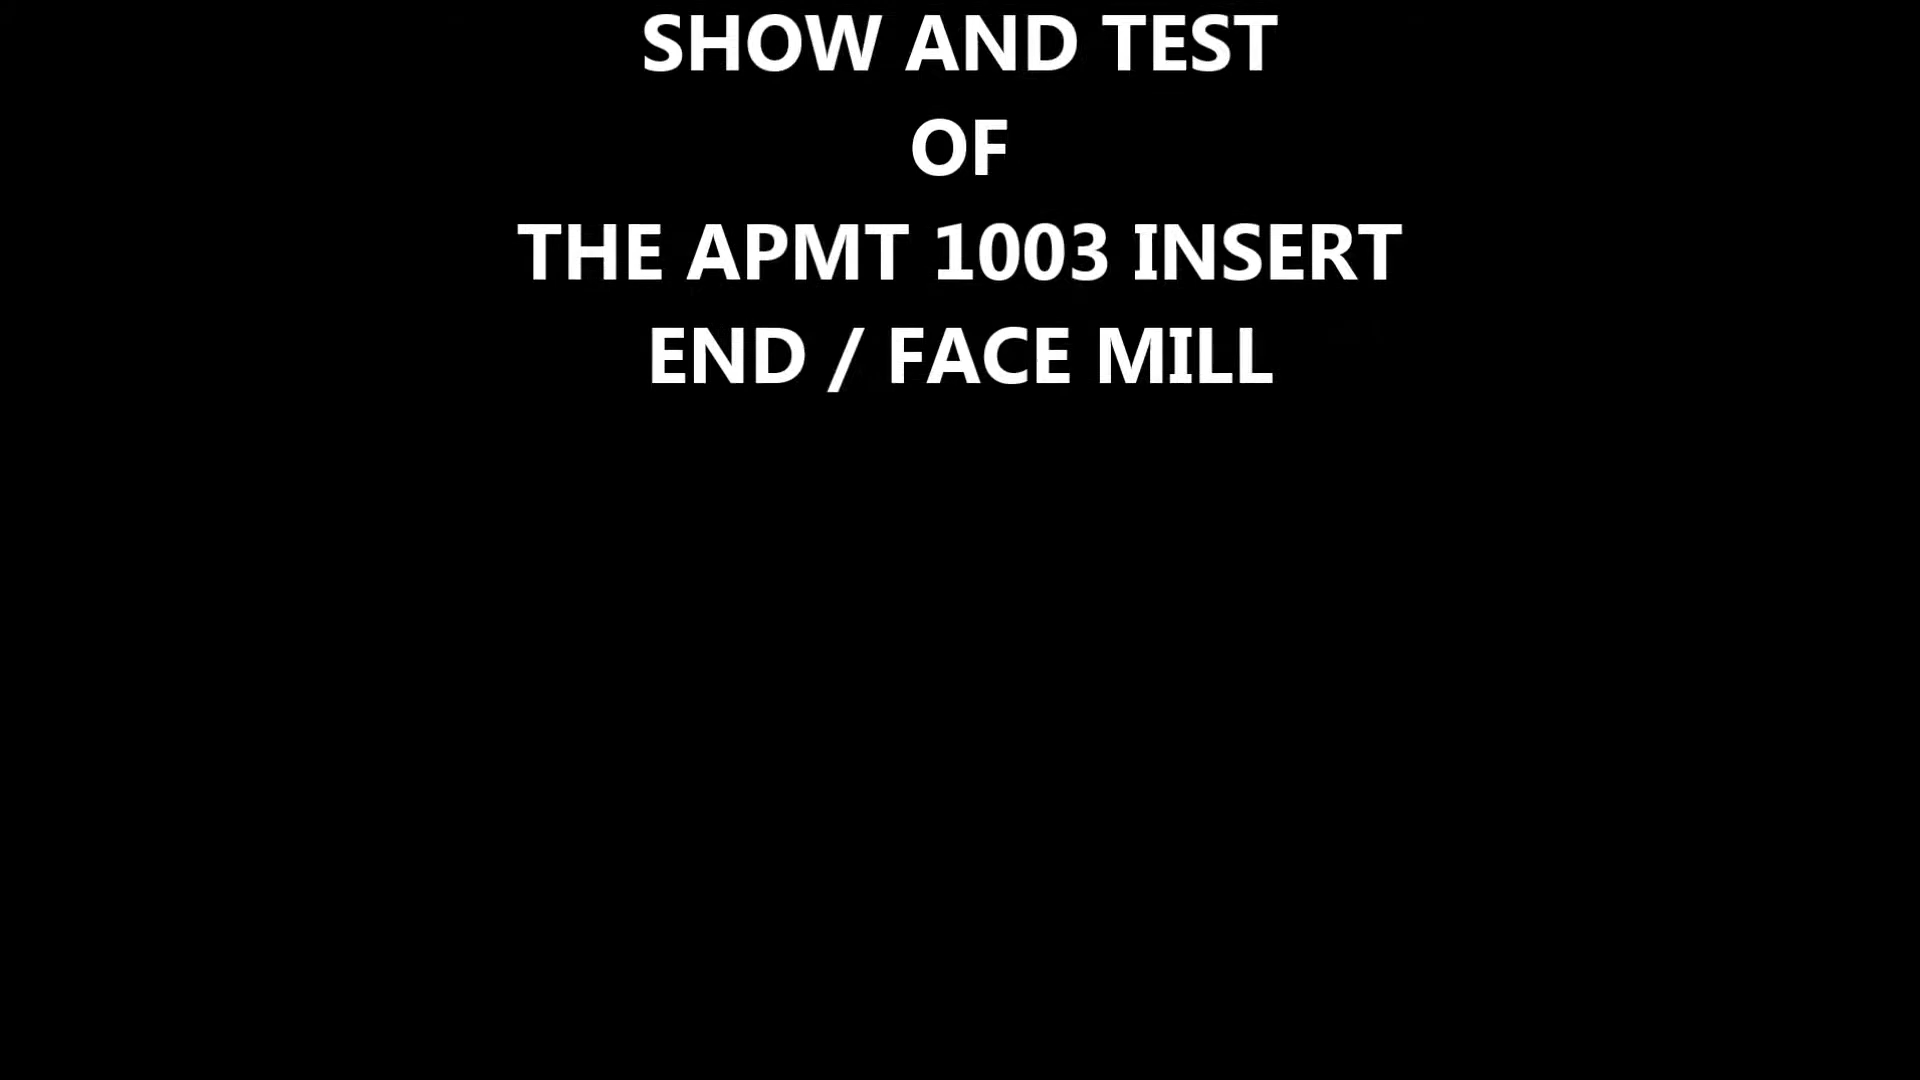 SHOW AND TEST
OF
THE APMT 1003 INSERT
END / FACE MILL